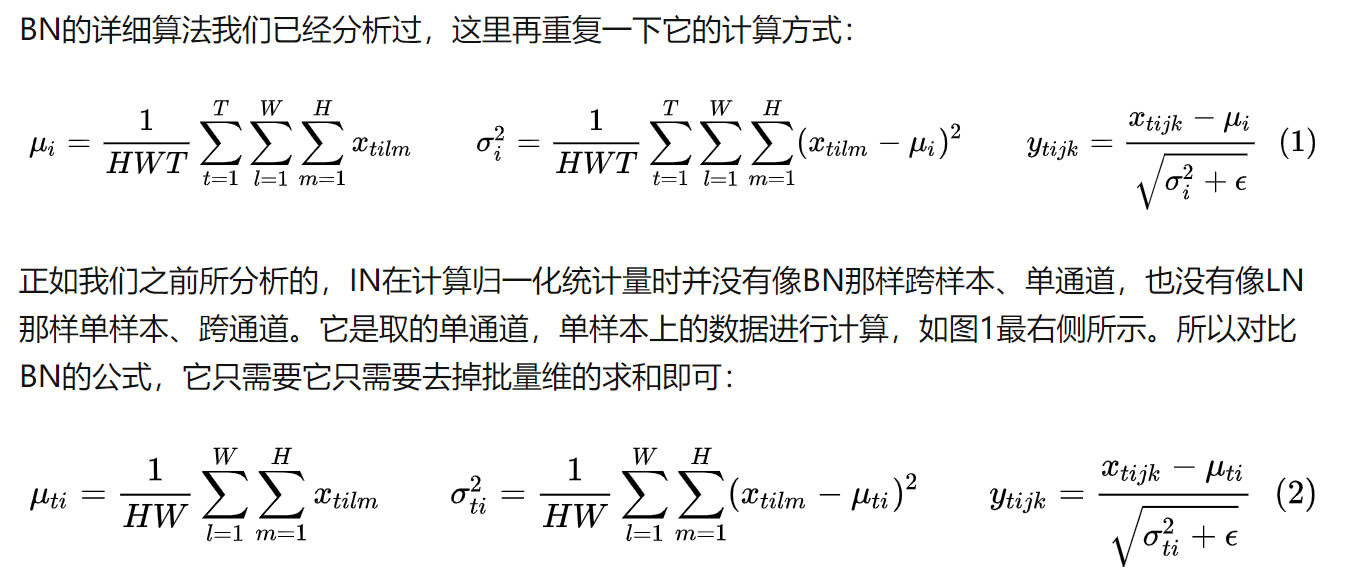 BN的详细算法我们已经分析过，这里再重复一下它的计算方式：
$\mu_i = \frac{1}{HWT} \sum_{t=1}^{T} \sum_{l=1}^{W} \sum_{m=1}^{H} x_{tilm} \qquad \sigma_i^2 = \frac{1}{HWT} \sum_{t=1}^{T} \sum_{l=1}^{W} \sum_{m=1}^{H} (x_{tilm} - \mu_i)^2 \qquad y_{tijk} = \frac{x_{tijk} - \mu_i}{\sqrt{\sigma_i^2 + \epsilon}} \quad (1)$
正如我们之前所分析的，IN在计算归一化统计量时并没有像BN那样跨样本、单通道，也没有像LN
那样单样本、跨通道。它是取的单通道，单样本上的数据进行计算，如图1最右侧所示。所以对比
BN的公式，它只需要它只需要去掉批量维的求和即可：
$\mu_{ti} = \frac{1}{HW} \sum_{l=1}^{W} \sum_{m=1}^{H} x_{tilm} \qquad \sigma_{ti}^2 = \frac{1}{HW} \sum_{l=1}^{W} \sum_{m=1}^{H} (x_{tilm} - \mu_{ti})^2 \qquad y_{tijk} = \frac{x_{tijk} - \mu_{ti}}{\sqrt{\sigma_{ti}^2 + \epsilon}} \quad (2)$